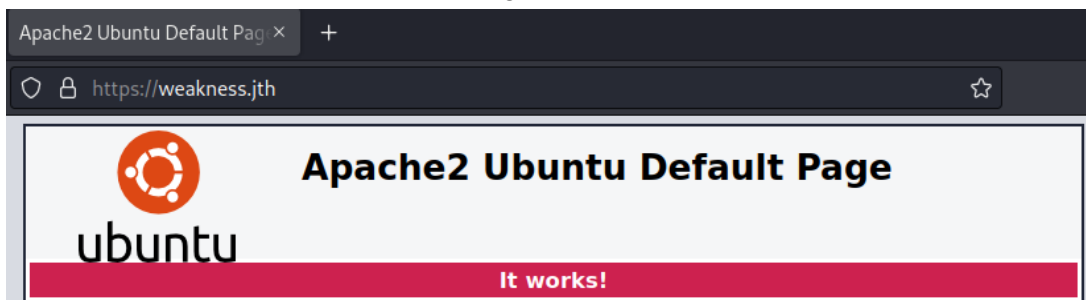 Apache2 Ubuntu Default Pag
https://weakness.jth
Apache2 Ubuntu Default Page
ubuntu
It works!